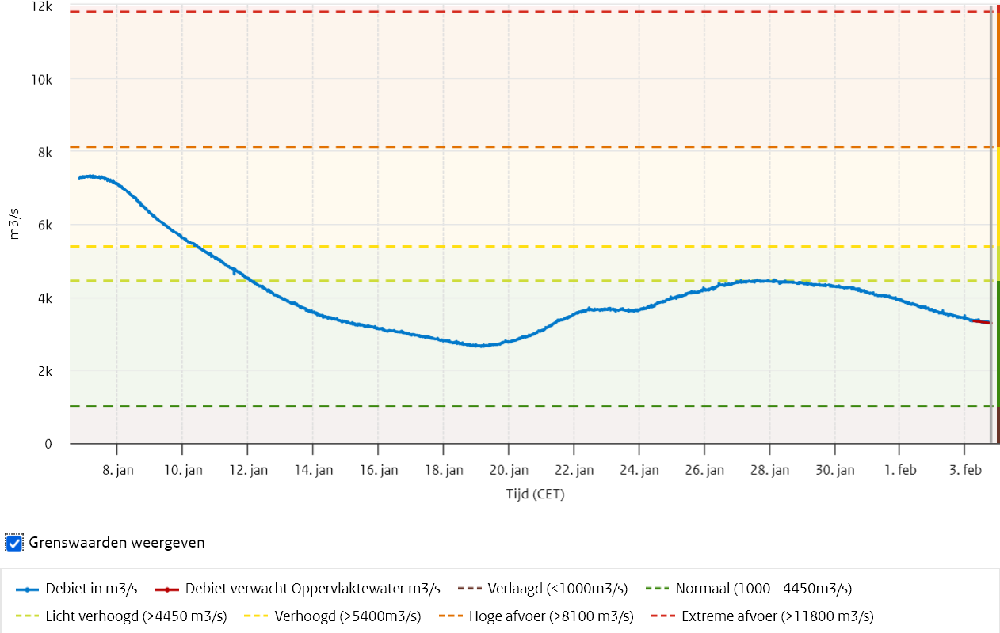 12k
10k
8k
6k
4k
2k
0
m3/s
8. jan 10. jan 12. jan 14. jan 16. jan 18. jan 20. jan 22. jan 24. jan 26. jan 28. jan 30. jan 1. feb 3. feb
Tijd (CET)
Grenswaarden weergeven
Debiet in m3/s Debiet verwacht Oppervlaktewater m3/s Verlaagd (<1000m3/s) Normaal (1000 - 4450m3/s)
Licht verhoogd (>4450 m3/s) Verhoogd (>5400m3/s) Hoge afvoer (>8100 m3/s) Extreme afvoer (>11800 m3/s)